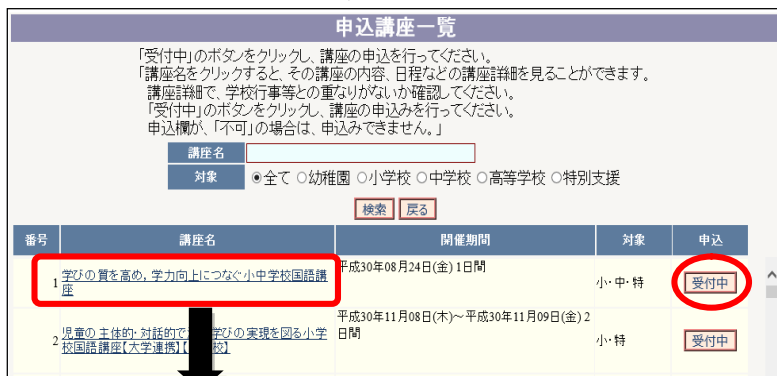 申込講座一覧
「受付中」のボタンをクリックし、講座の申込を行ってください。
「講座名をクリックすると、その講座の内容、日程などの講座詳細を見ることができます。
講座詳細で、学校行事等との重なりがないか確認してください。
「受付中」のボタンをクリックし、講座の申込みを行ってください。
申込欄が、「不可」の場合は、申込みできません。」
講座名
対象 全て 幼稚園 小学校 中学校 高等学校 特別支援
検索 戻る
番号 講座名 開催期間 対象 申込
1 学びの質を高め,学力向上につなぐ小中学校国語講座 平成30年08月24日(金) 1日間 小・中・特 受付中
2 児童の主体的・対話的で 学びの実現を図る小学校国語講座【大学連携】【 校】 平成30年11月08日(木)～平成30年11月09日(金) 2日間 小・特 受付中